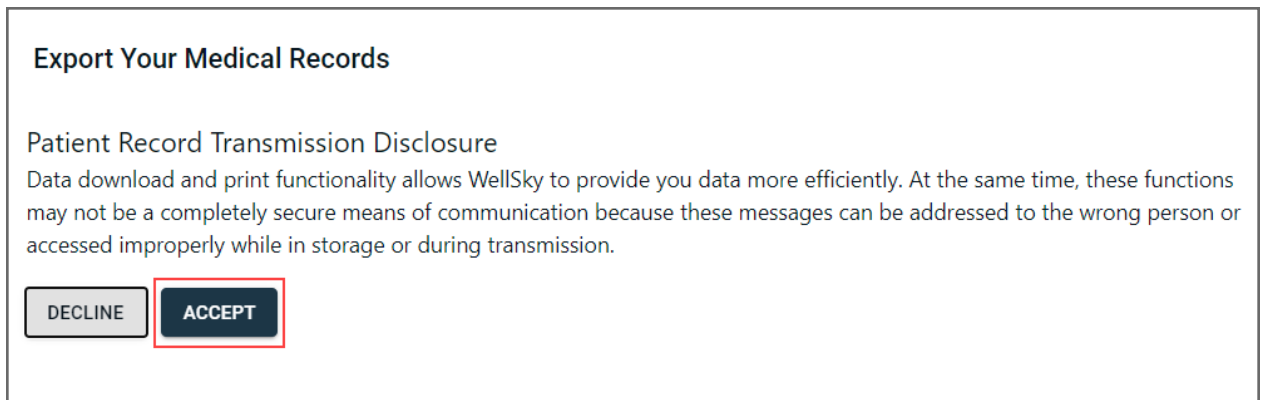 Export Your Medical Records
Patient Record Transmission Disclosure
Data download and print functionality allows WellSky to provide you data more efficiently. At the same time, these functions
may not be a completely secure means of communication because these messages can be addressed to the wrong person or
accessed improperly while in storage or during transmission.
DECLINE ACCEPT